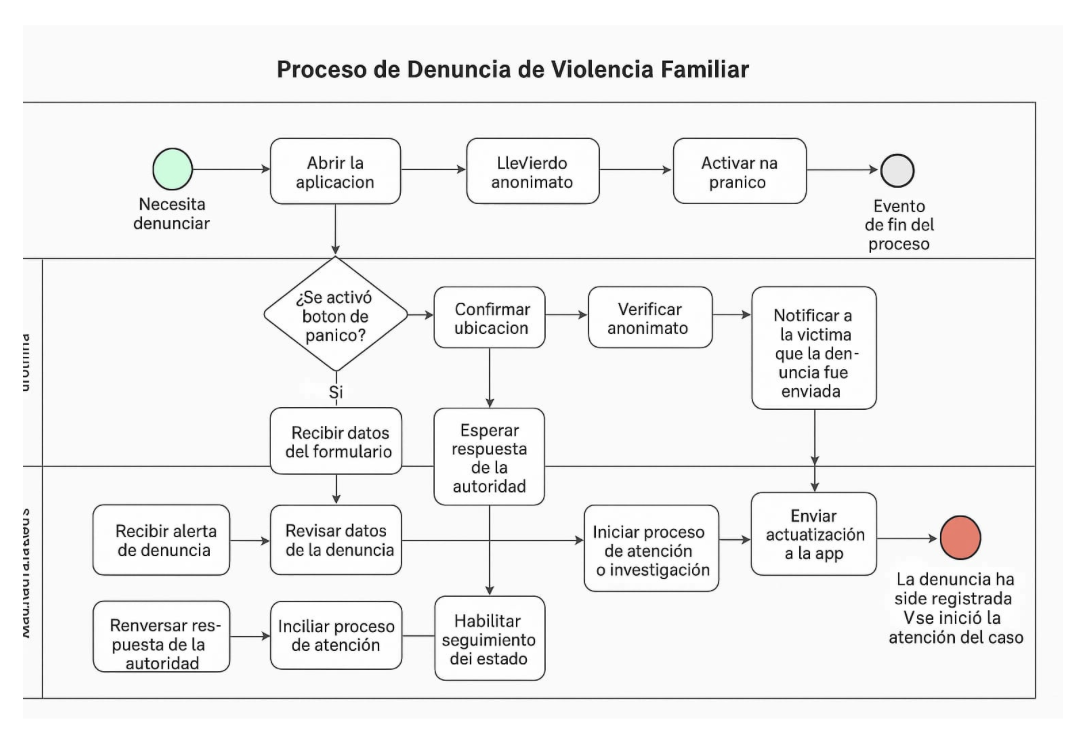 Proceso de Denuncia de Violencia Familiar
Necesita
denunciar
Abrir la
aplicacion
LleVierdo
anonimato
Activar na
pranico
Evento
de fin del
proceso
¿Se activó
boton de
panico?
Si
Confirmar
ubicacion
Verificar
anonimato
Notificar a
la victima
que la den-
uncia fue
enviada
Recibir datos
del formulario
Esperar
respuesta
de la
autoridad
Recibir alerta
de denuncia
Revisar datos
de la denuncia
Iniciar proceso
de atención
o investigación
Enviar
actuatización
a la app
La denuncia ha
side registrada
Vse inició la
atención del caso
Renversar res-
puesta de la
autoridad
Inciliar proceso
de atención
Habilitar
seguimiento
dei estado